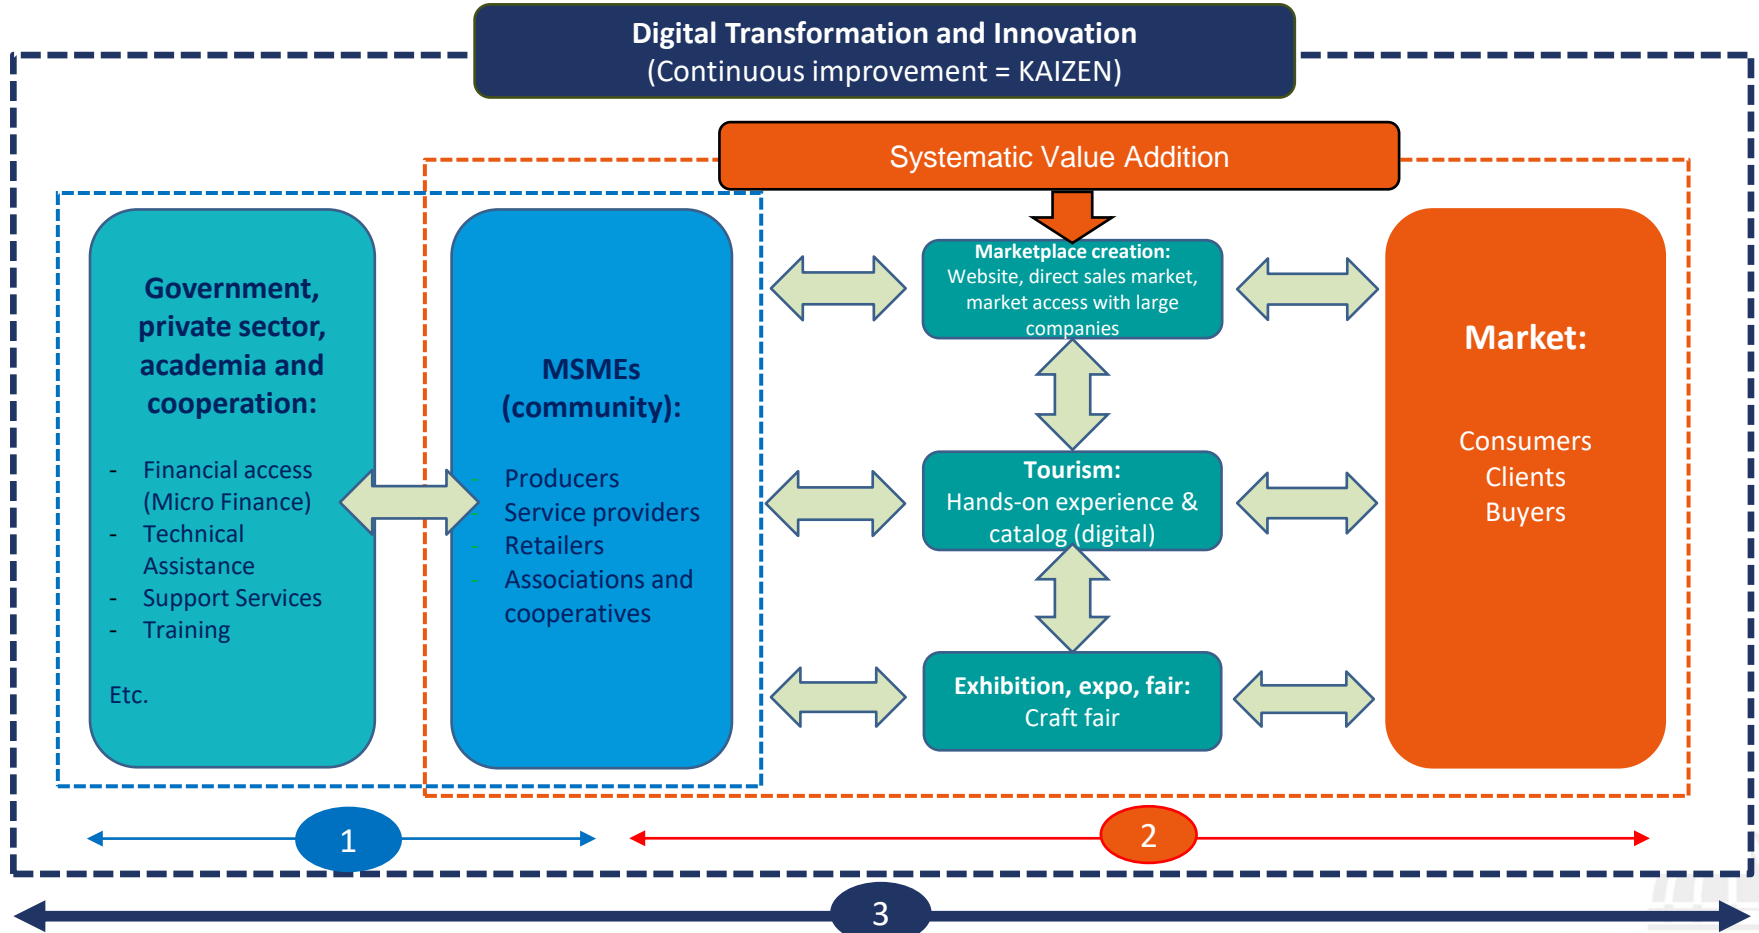 Digital Transformation and Innovation
(Continuous improvement = KAIZEN)
Systematic Value Addition
Government,
private sector,
academia and
cooperation:
- Financial access
(Micro Finance)
- Technical
Assistance
- Support Services
- Training
Etc.
MSMEs
(community):
- Producers
- Service providers
- Retailers
- Associations and
cooperatives
Marketplace creation:
Website, direct sales market,
market access with large
companies
Tourism:
Hands-on experience &
catalog (digital)
Exhibition, expo, fair:
Craft fair
Market:
Consumers
Clients
Buyers
1
2
3